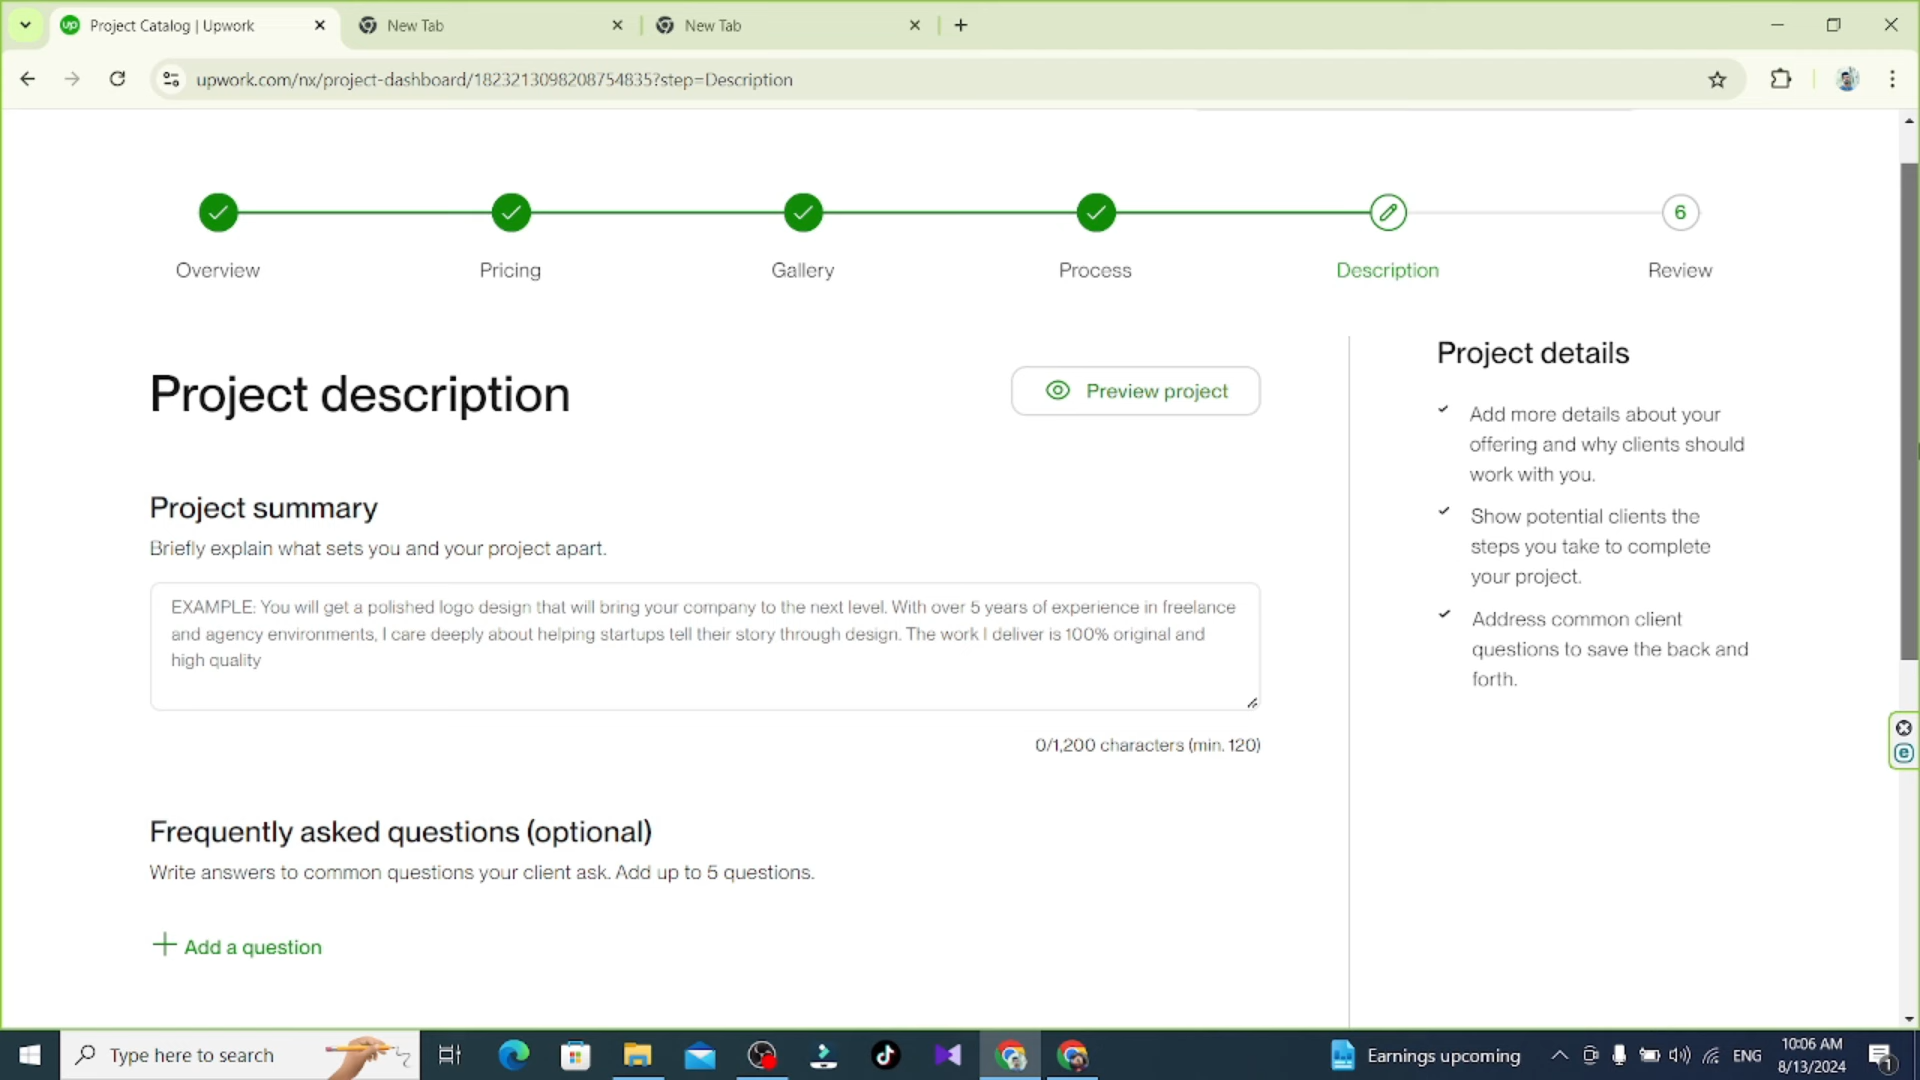 Project Catalog | Upwork
New Tab
New Tab
upwork.com/nx/project-dashboard/1823213098208754835?step=Description
6
Overview
Pricing
Gallery
Process
Description
Review
Project description
Preview project
Project summary
Briefly explain what sets you and your project apart.
EXAMPLE: You will get a polished logo design that will bring your company to the next level. With over 5 years of experience in freelance
and agency environments, I care deeply about helping startups tell their story through design. The work I deliver is 100% original and
high quality
0/1,200 characters (min. 120)
Frequently asked questions (optional)
Write answers to common questions your client ask. Add up to 5 questions.
Add a question
Project details
Add more details about your
offering and why clients should
work with you.
Show potential clients the
steps you take to complete
your project.
Address common client
questions to save the back and
forth.
Type here to search
Earnings upcoming
ENG
10:06 AM
8/13/2024
1